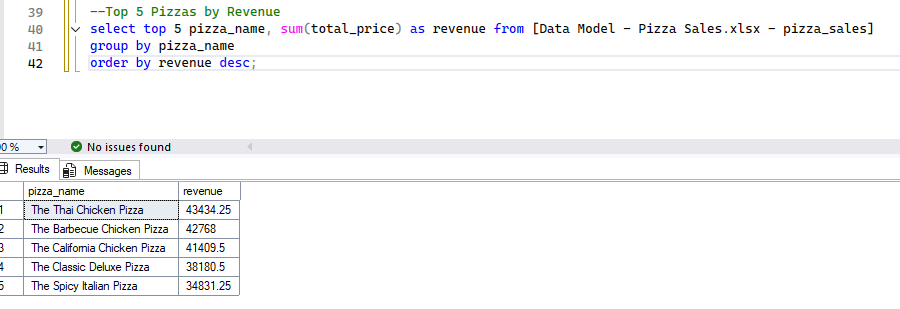 39 --Top 5 Pizzas by Revenue
40 select top 5 pizza_name, sum(total_price) as revenue from [Data Model - Pizza Sales.xlsx - pizza_sales]
41 group by pizza_name
42 order by revenue desc;
0 % No issues found
Results Messages
pizza_name revenue
1 The Thai Chicken Pizza 43434.25
2 The Barbecue Chicken Pizza 42768
3 The California Chicken Pizza 41409.5
4 The Classic Deluxe Pizza 38180.5
5 The Spicy Italian Pizza 34831.25